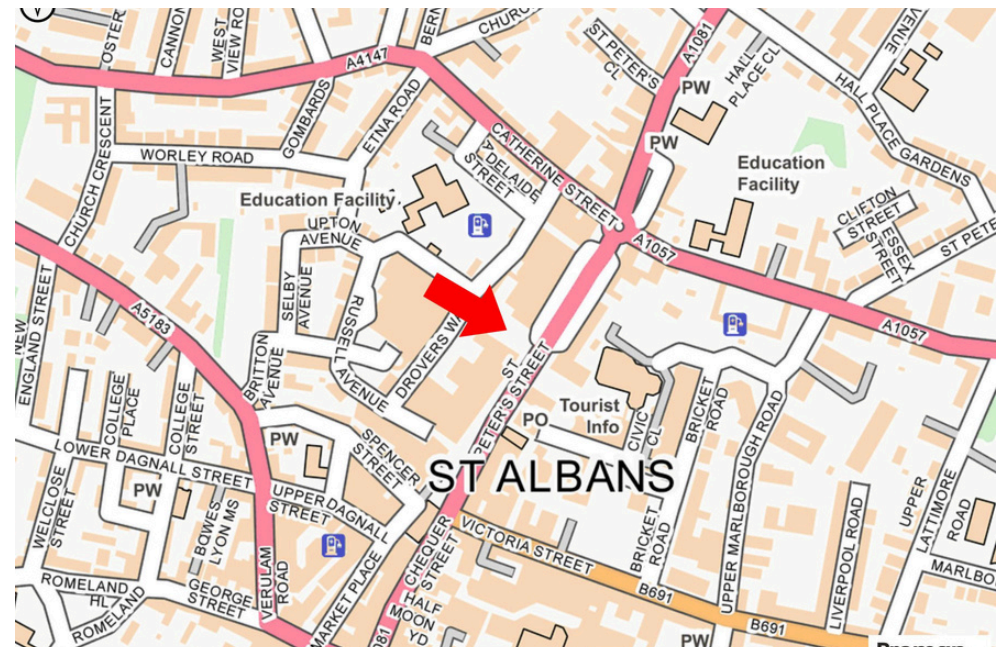 CANNON
WEST
VIEW ROAD
CHURCH
A4147
ST PETER'S
CL
A1081
HALL
PLACE CL
PW
AVENUE
HALL PLACE GARDENS
GOMBARDS
ETNA ROAD
WORLEY ROAD
CHURCH CRESCENT
CATHERINE STREET
ADELAIDE
STREET
PW
Education
Facility
Education Facility
UPTON
AVENUE
CLIFTON
STREET
ESSEX
STREET
ST PETE
A1057
SELBY
AVENUE
RUSSELL AVENUE
DROVERS WA
A5183
NEW
ENGLAND STREET
BRITTON
AVENUE
ST
PETER'S STREET
A1057
COLLEGE
PLACE
COLLEGE
STREET
PO
Tourist
Info
CIVIC
CL
BRICKET
ROAD
UPPER MARLBOROUGH ROAD
LOWER DAGNALL STREET
PW
SPENCER
STREET
ST ALBANS
WELCLOSE
STREET
PW
BOWES
LYON MS
UPPER DAGNALL
STREET
VICTORIA STREET
BRICKET
ROAD
LIVERPOOL ROAD
UPPER
LATTIMORE
ROAD
MARLBO
ROMELAND
HL
ROMELAND
GEORGE
STREET
VERULAM
ROAD
MARKET PLACE
CHEQUER
STREET
HALF
MOON
YD
081
B691
B691
PW